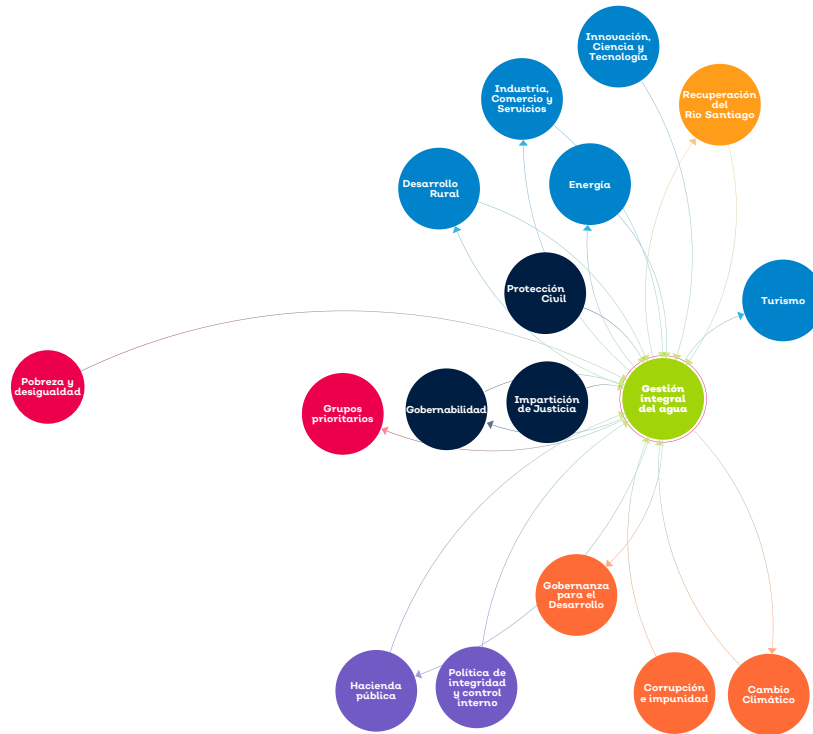 Innovación,
Ciencia y
Tecnología
Industria,
Comercio y
Servicios
Recuperación
del
Rio Santiago
Desarrollo
Rural
Energía
Protección
Civil
Turismo
Pobreza y
desigualdad
Grupos
prioritarios
Gobernabilidad
Impartición
de Justicia
Gestión
integral
del agua
Gobernanza
para el
Desarrollo
Hacienda
pública
Política de
integridad
y control
interno
Corrupción
e impunidad
Cambio
Climático